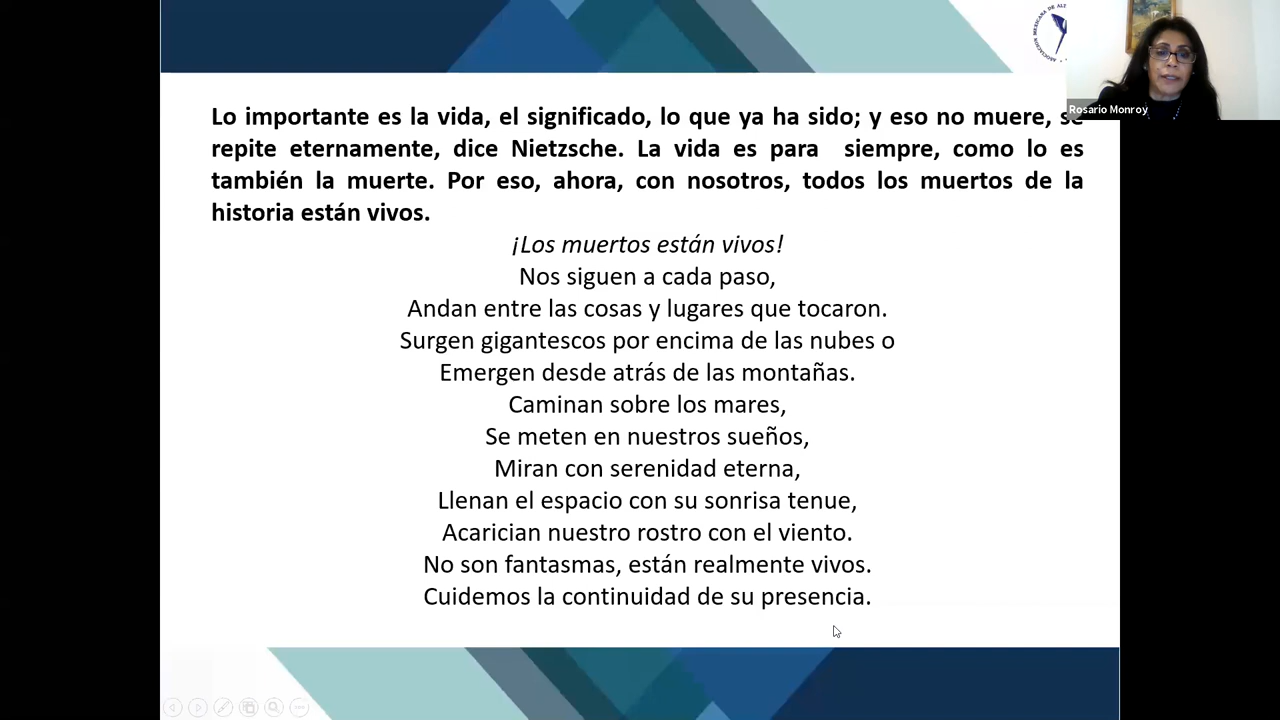 ASOCIACIÓN MEXICANA DE AL
Rosario Monroy
Lo importante es la vida, el significado, lo que ya ha sido; y eso no muere, se
repite eternamente, dice Nietzsche. La vida es para siempre, como lo es
también la muerte. Por eso, ahora, con nosotros, todos los muertos de la
historia están vivos.
¡Los muertos están vivos!
Nos siguen a cada paso,
Andan entre las cosas y lugares que tocaron.
Surgen gigantescos por encima de las nubes o
Emergen desde atrás de las montañas.
Caminan sobre los mares,
Se meten en nuestros sueños,
Miran con serenidad eterna,
Llenan el espacio con su sonrisa tenue,
Acarician nuestro rostro con el viento.
No son fantasmas, están realmente vivos.
Cuidemos la continuidad de su presencia.